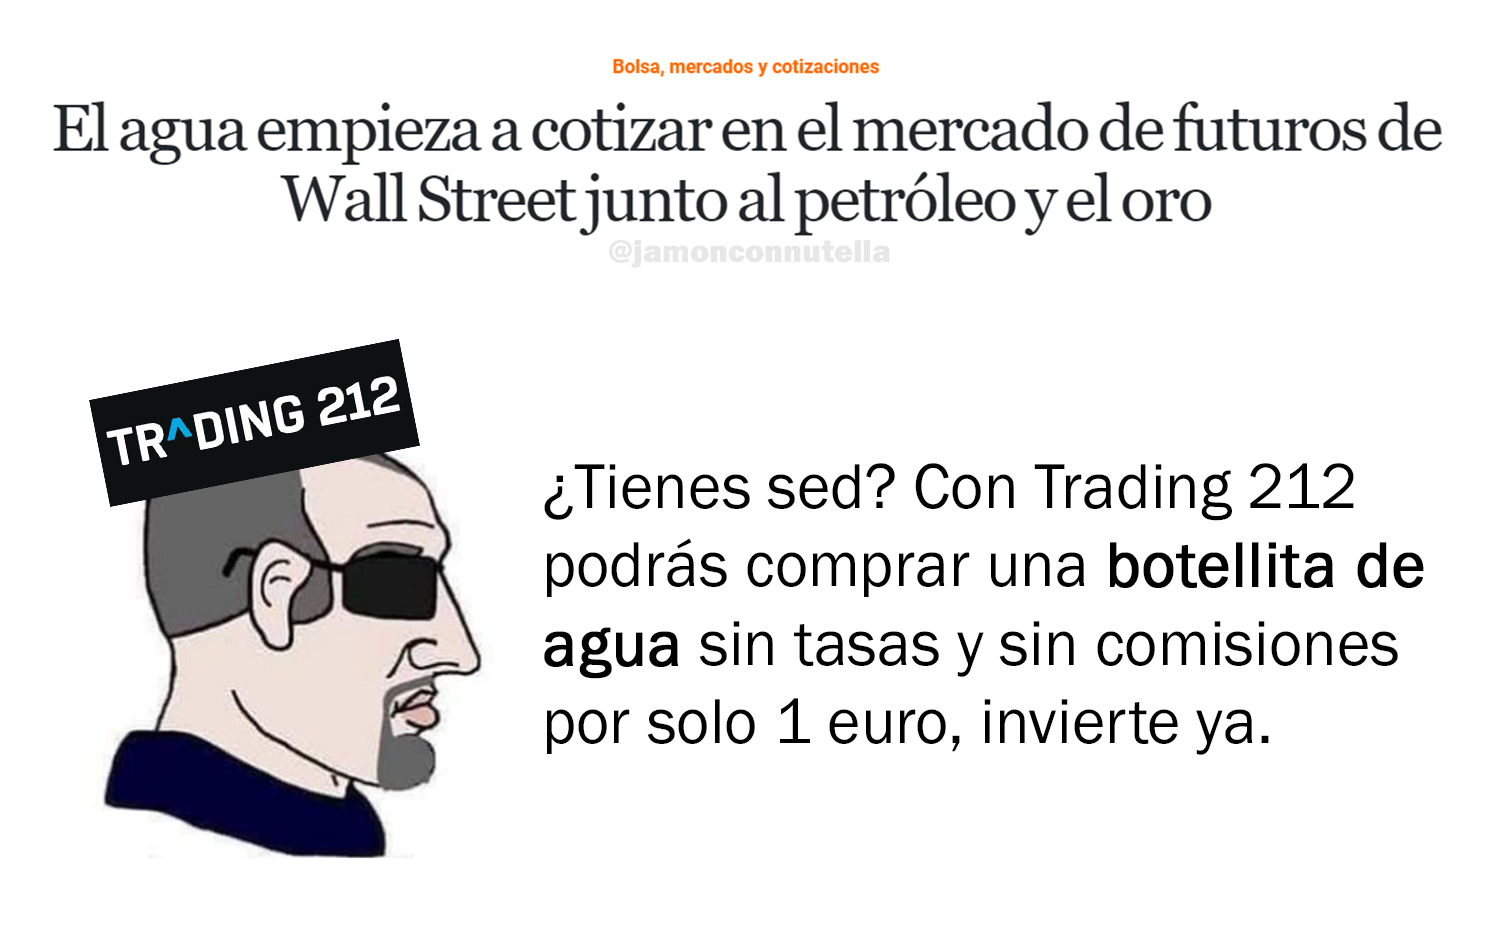 Bolsa, mercados y cotizaciones
El agua empieza a cotizar en el mercado de futuros de
Wall Street junto al petróleo y el oro
@jamonconnutella
TR^DING 212
¿Tienes sed? Con Trading 212
podrás comprar una botellita de
agua sin tasas y sin comisiones
por solo 1 euro, invierte ya.